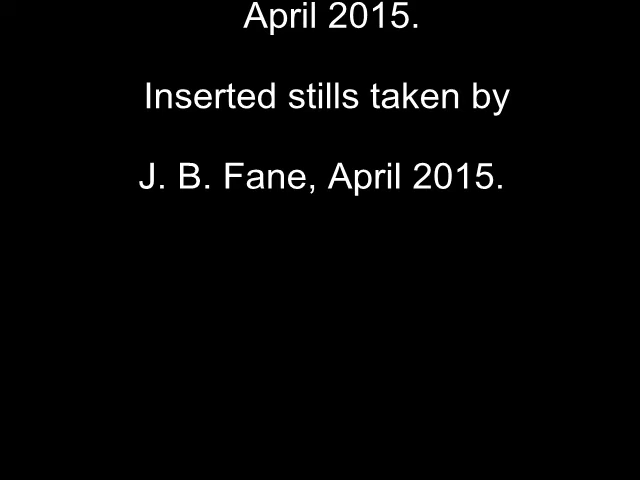 April 2015.
Inserted stills taken by
J. B. Fane, April 2015.